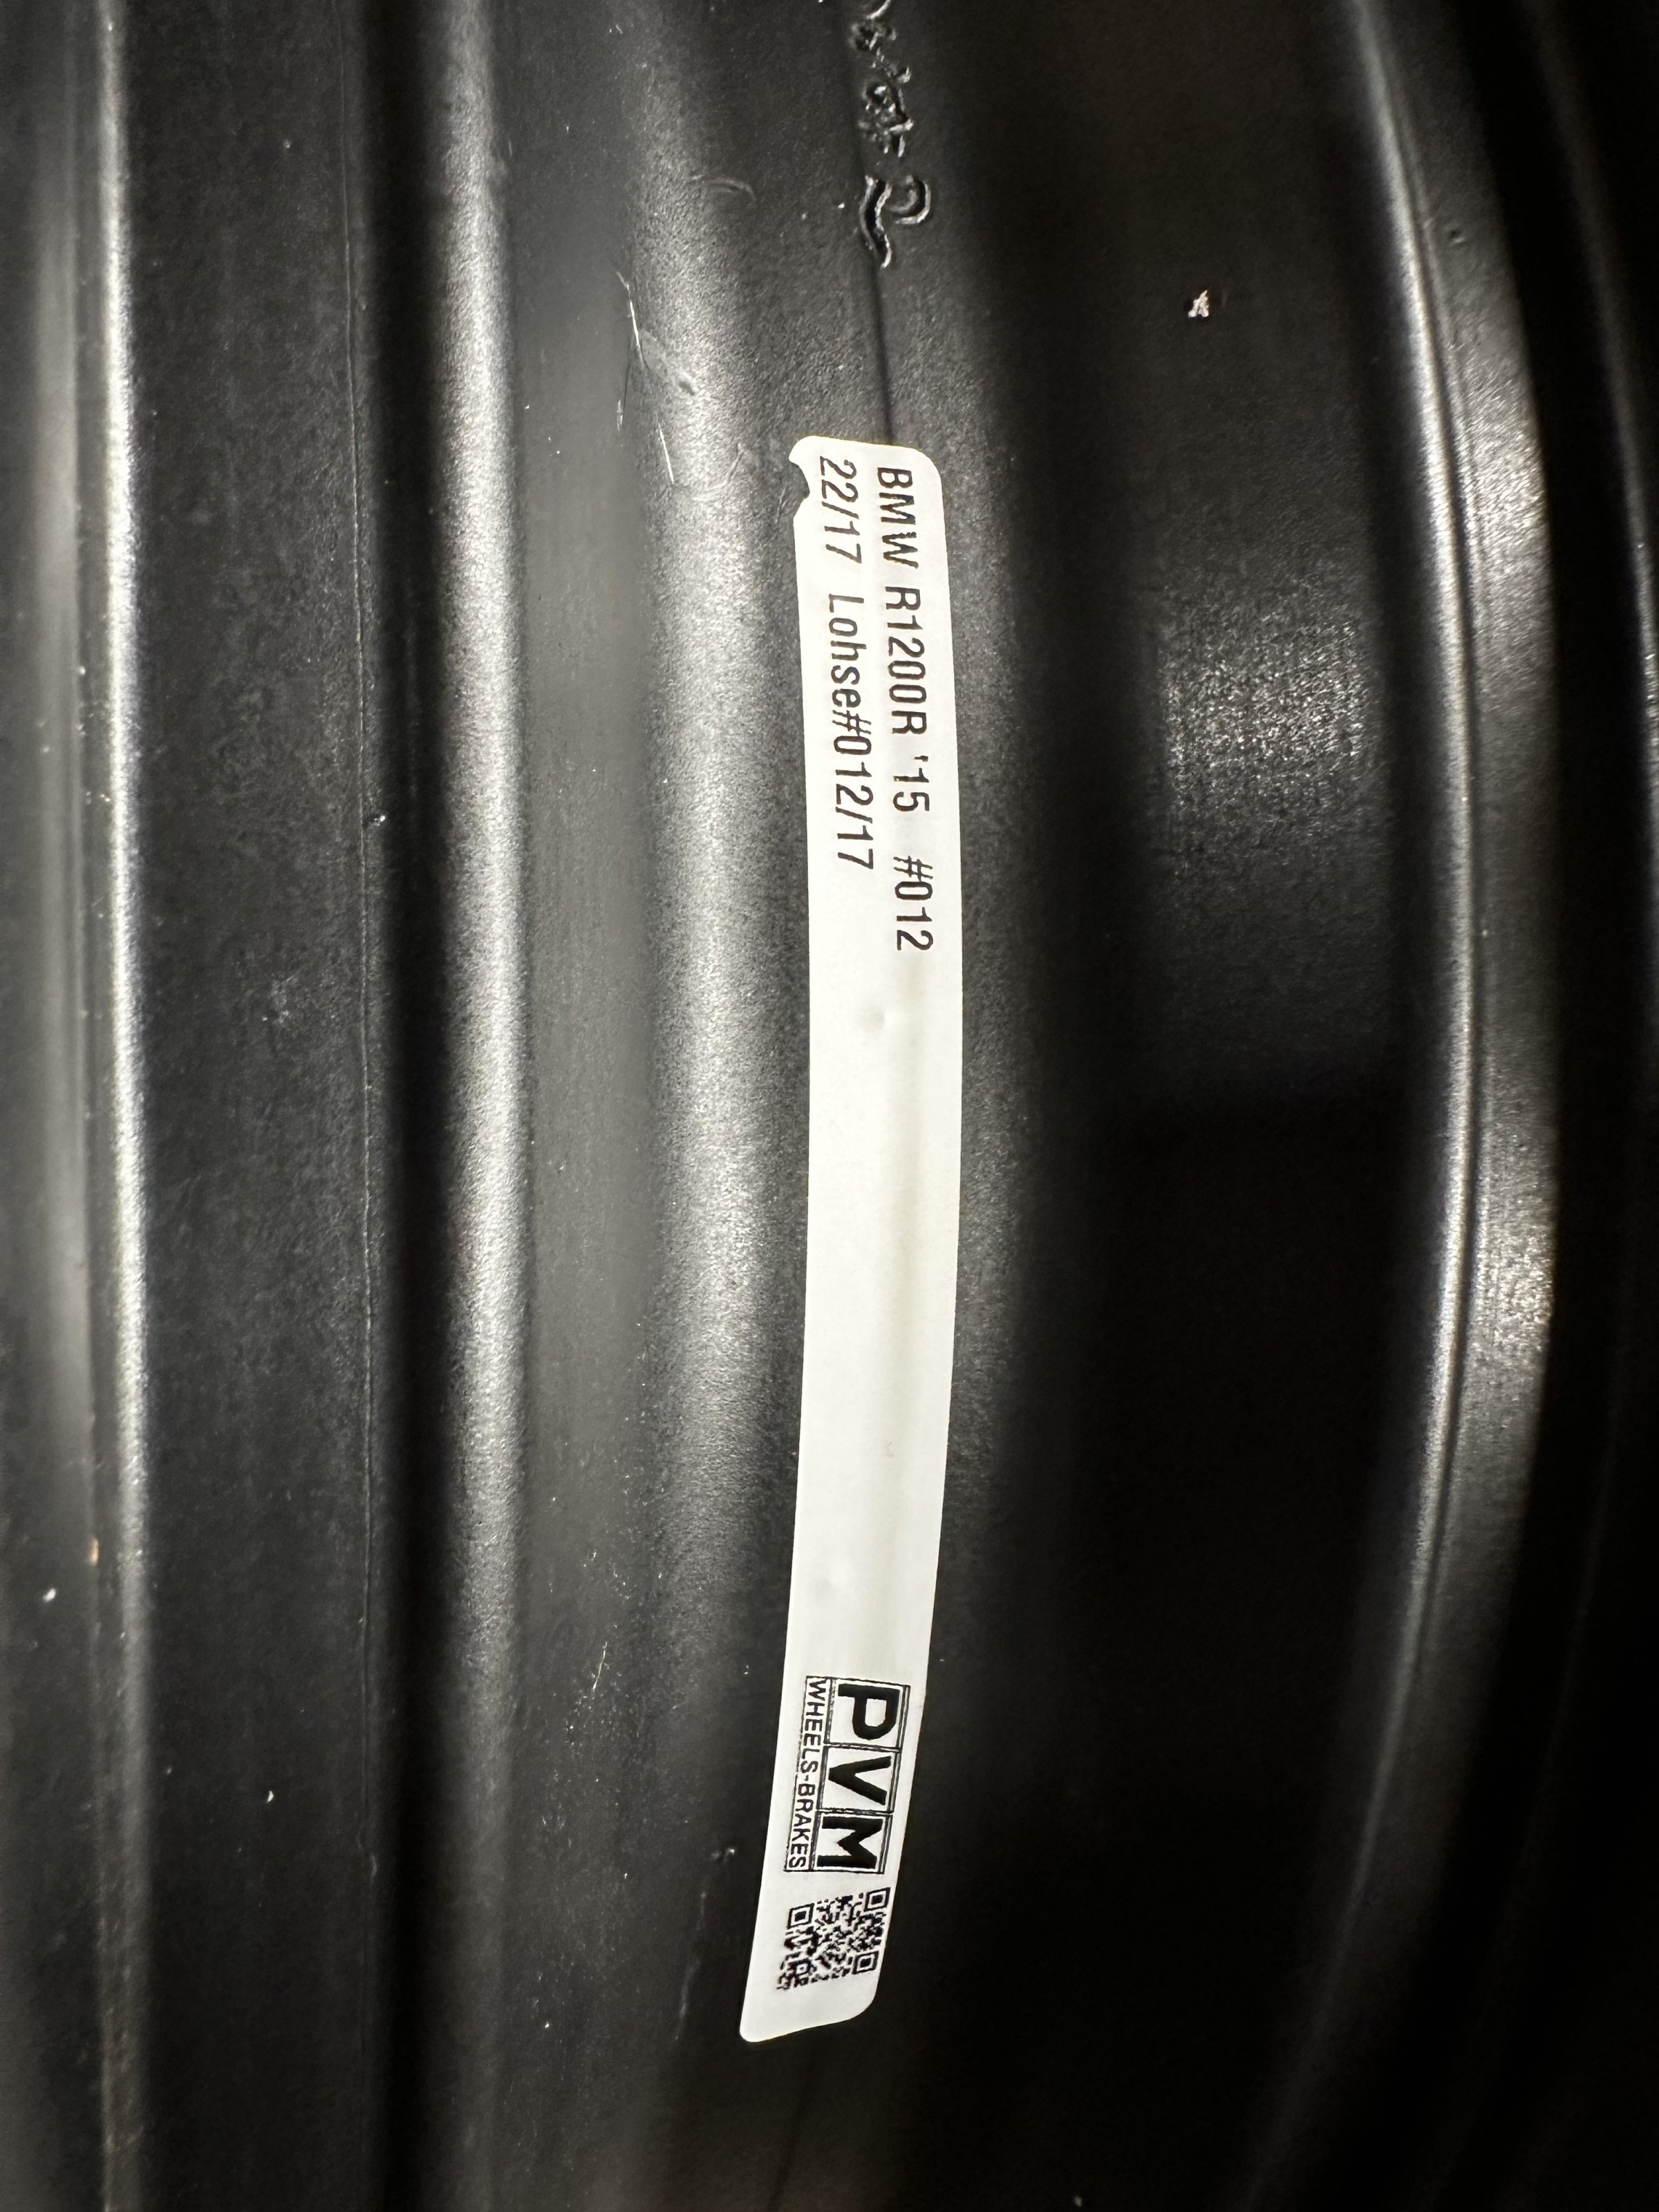 BMW R1200R '15 #012
22/17 Lohse#012/17
PVM
WHEELS-BRAKES